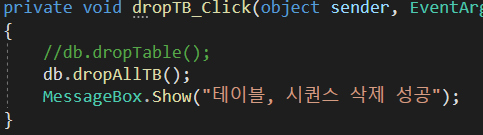 private void dropTB_Click(object sender, EventArg
{
//db.dropTable();
db.dropAllTB();
MessageBox.Show("테이블, 시퀀스 삭제 성공");
}